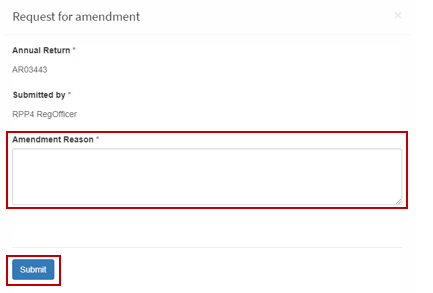 Request for amendment ×
Annual Return *
AR03443
Submitted by *
RPP4 RegOfficer
Amendment Reason *
Submit